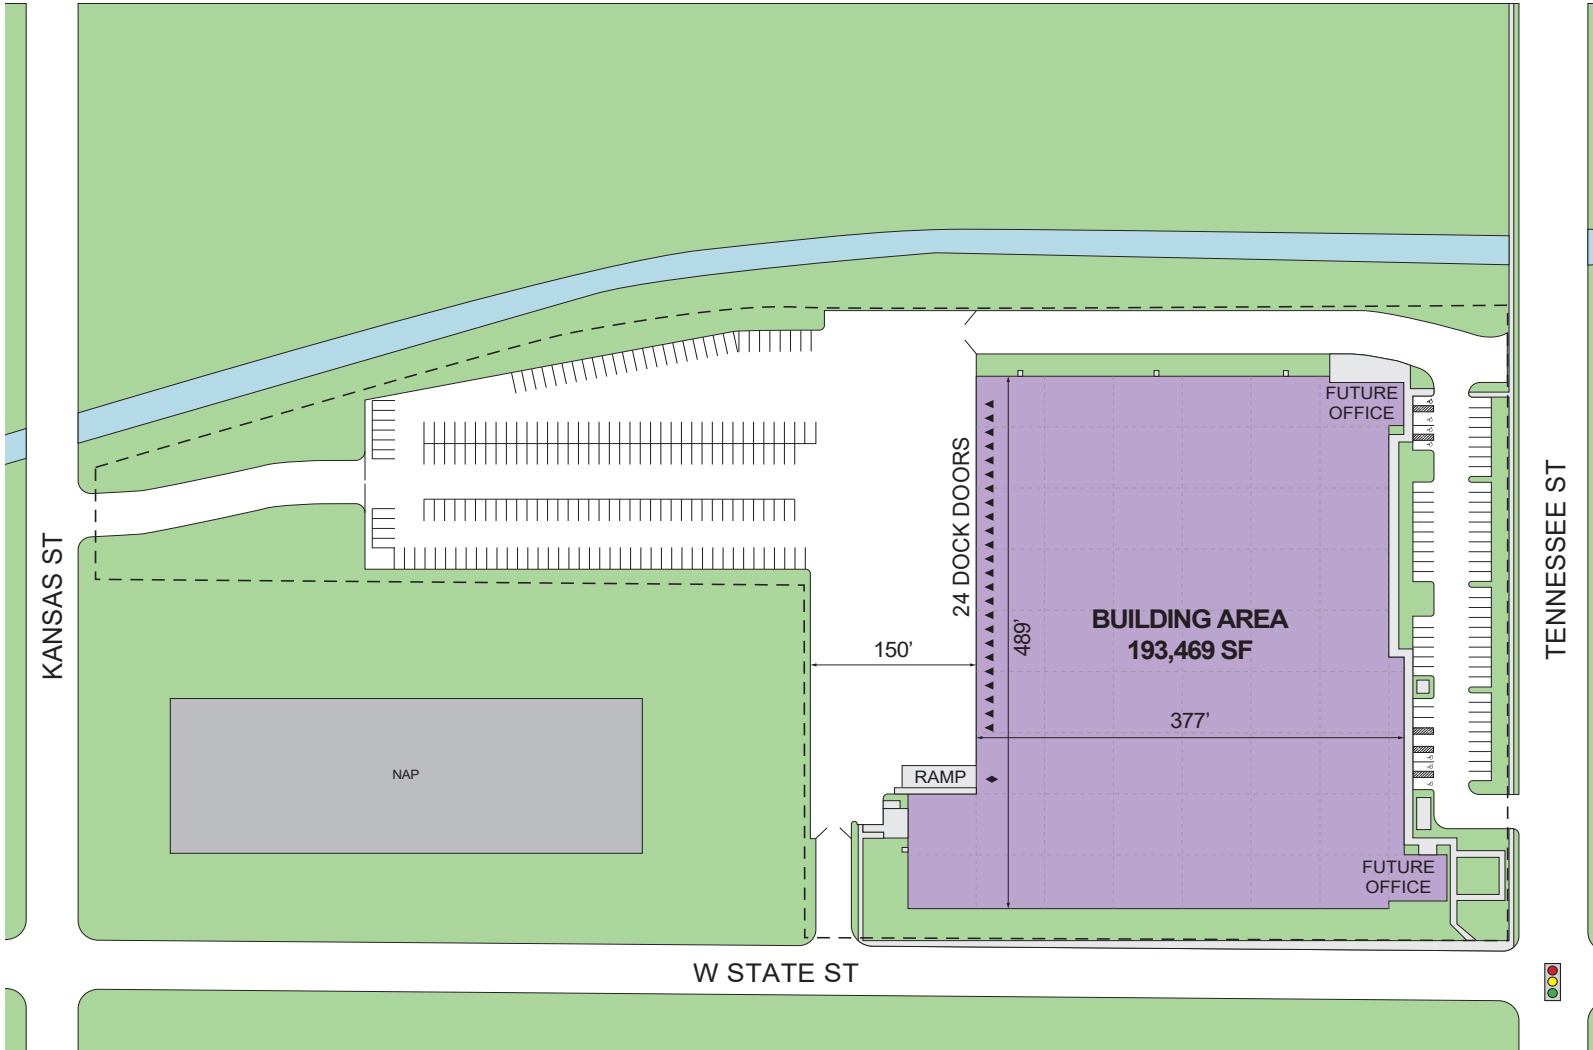 FUTURE
OFFICE
24 DOCK DOORS
KANSAS ST
TENNESSEE ST
BUILDING AREA
193,469 SF
489'
150'
377'
NAP
RAMP
FUTURE
OFFICE
W STATE ST